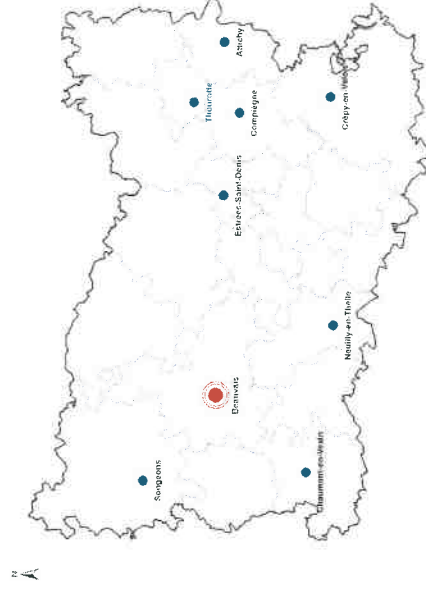 N
Songeons
Thourotte
Attichy
Beauvais
Estrées-Saint-Denis
Compiègne
Chaumont-en-Vexin
Neuilly-en-Thelle
Crépy-en-Valois